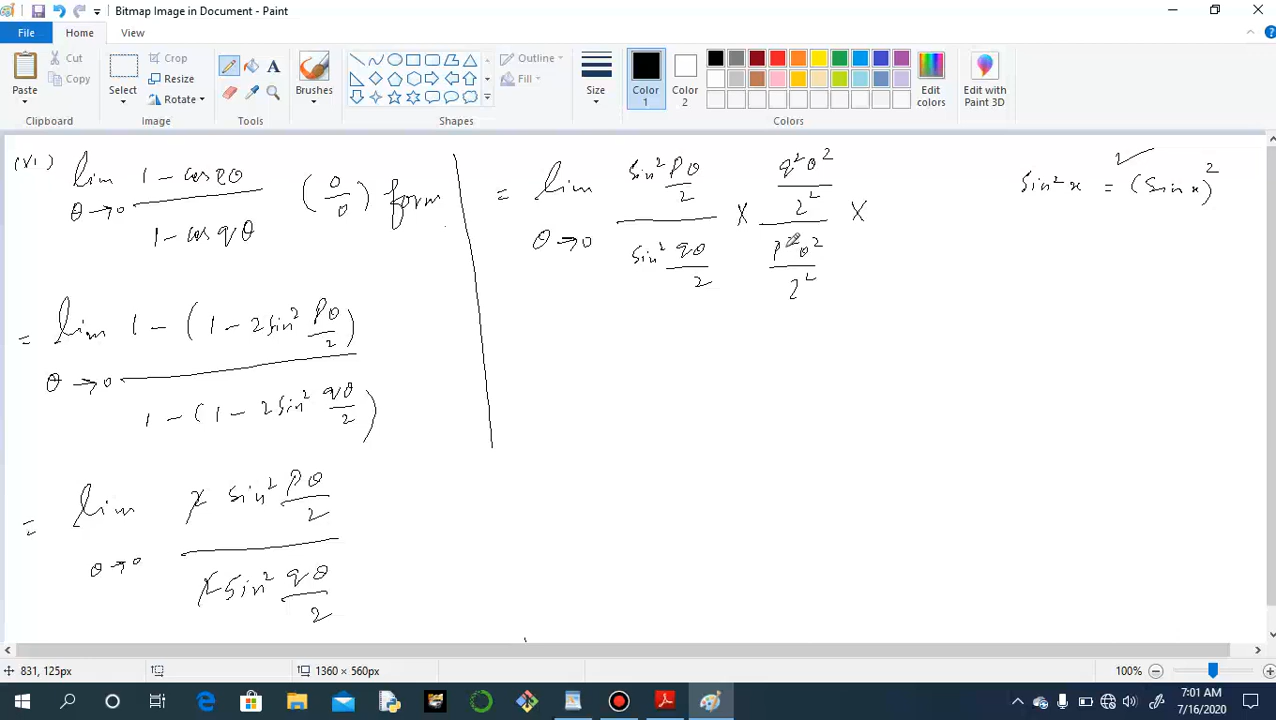 Bitmap Image in Document - Paint
File Home View
Paste Cut Copy Select Crop Resize Rotate Brushes Outline Fill Size Color 1 Color 2 Edit colors Edit with Paint 3D
Clipboard Image Tools Shapes Colors
(VI) lim θ→0 (1 - cos pθ)/(1 - cos qθ) (0/0) form
= lim θ→0 (1 - (1 - 2sin² pθ/2))/(1 - (1 - 2sin² qθ/2))
= lim θ→0 (2 sin² pθ/2)/(2 sin² qθ/2)
= lim θ→0 (sin² pθ/2)/(sin² qθ/2) × (q²θ²/2²)/(p²θ²/2²) ×
sin² x = (sin x)²
831, 125px 1360 × 560px 100%
7:01 AM
7/16/2020